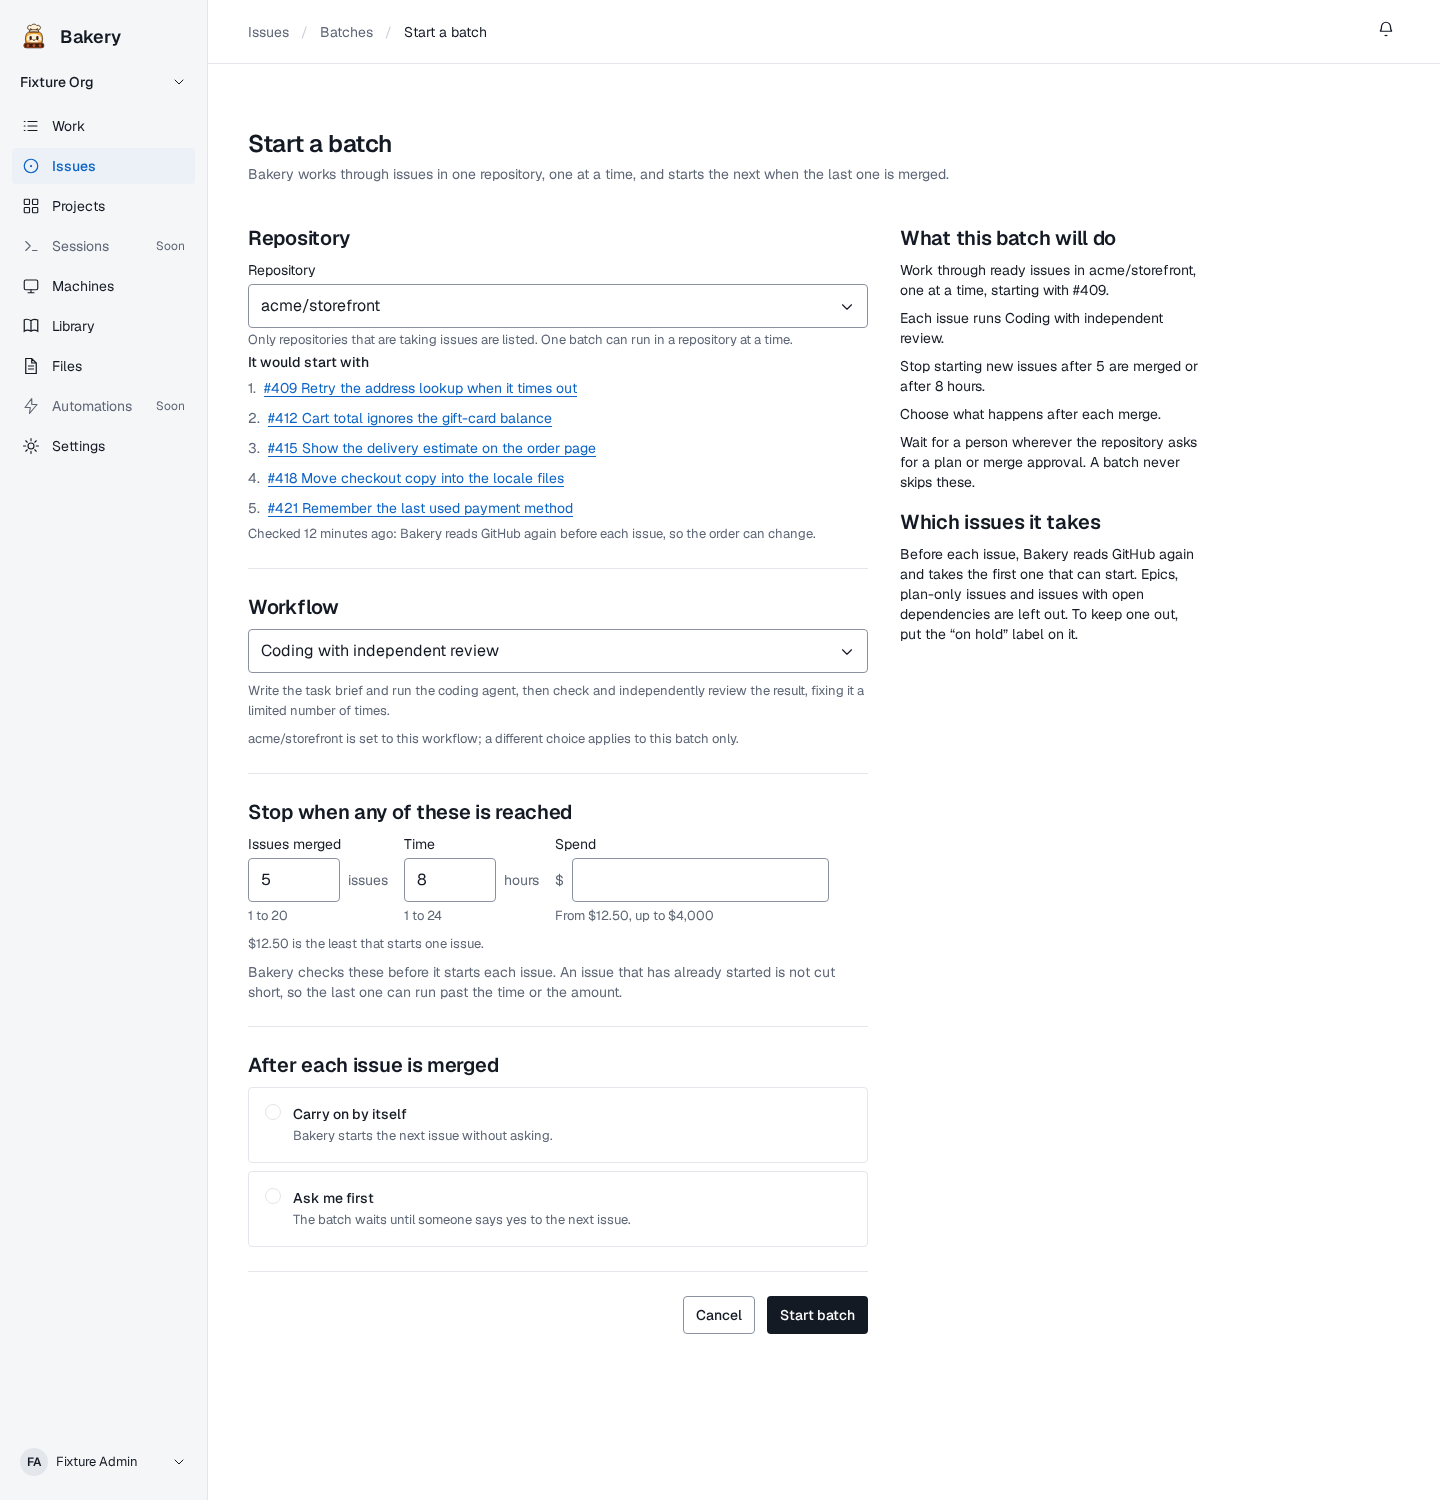 Bakery
Fixture Org
Work
Issues
Projects
Sessions Soon
Machines
Library
Files
Automations Soon
Settings
FA Fixture Admin
Issues / Batches / Start a batch
Start a batch
Bakery works through issues in one repository, one at a time, and starts the next when the last one is merged.
Repository
Repository
acme/storefront
Only repositories that are taking issues are listed. One batch can run in a repository at a time.
It would start with
1. #409 Retry the address lookup when it times out
2. #412 Cart total ignores the gift-card balance
3. #415 Show the delivery estimate on the order page
4. #418 Move checkout copy into the locale files
5. #421 Remember the last used payment method
Checked 12 minutes ago: Bakery reads GitHub again before each issue, so the order can change.
Workflow
Coding with independent review
Write the task brief and run the coding agent, then check and independently review the result, fixing it a
limited number of times.
acme/storefront is set to this workflow; a different choice applies to this batch only.
Stop when any of these is reached
Issues merged Time Spend
5 issues 8 hours $
1 to 20 1 to 24 From $12.50, up to $4,000
$12.50 is the least that starts one issue.
Bakery checks these before it starts each issue. An issue that has already started is not cut
short, so the last one can run past the time or the amount.
After each issue is merged
Carry on by itself
Bakery starts the next issue without asking.
Ask me first
The batch waits until someone says yes to the next issue.
Cancel Start batch
What this batch will do
Work through ready issues in acme/storefront,
one at a time, starting with #409.
Each issue runs Coding with independent
review.
Stop starting new issues after 5 are merged or
after 8 hours.
Choose what happens after each merge.
Wait for a person wherever the repository asks
for a plan or merge approval. A batch never
skips these.
Which issues it takes
Before each issue, Bakery reads GitHub again
and takes the first one that can start. Epics,
plan-only issues and issues with open
dependencies are left out. To keep one out,
put the “on hold” label on it.